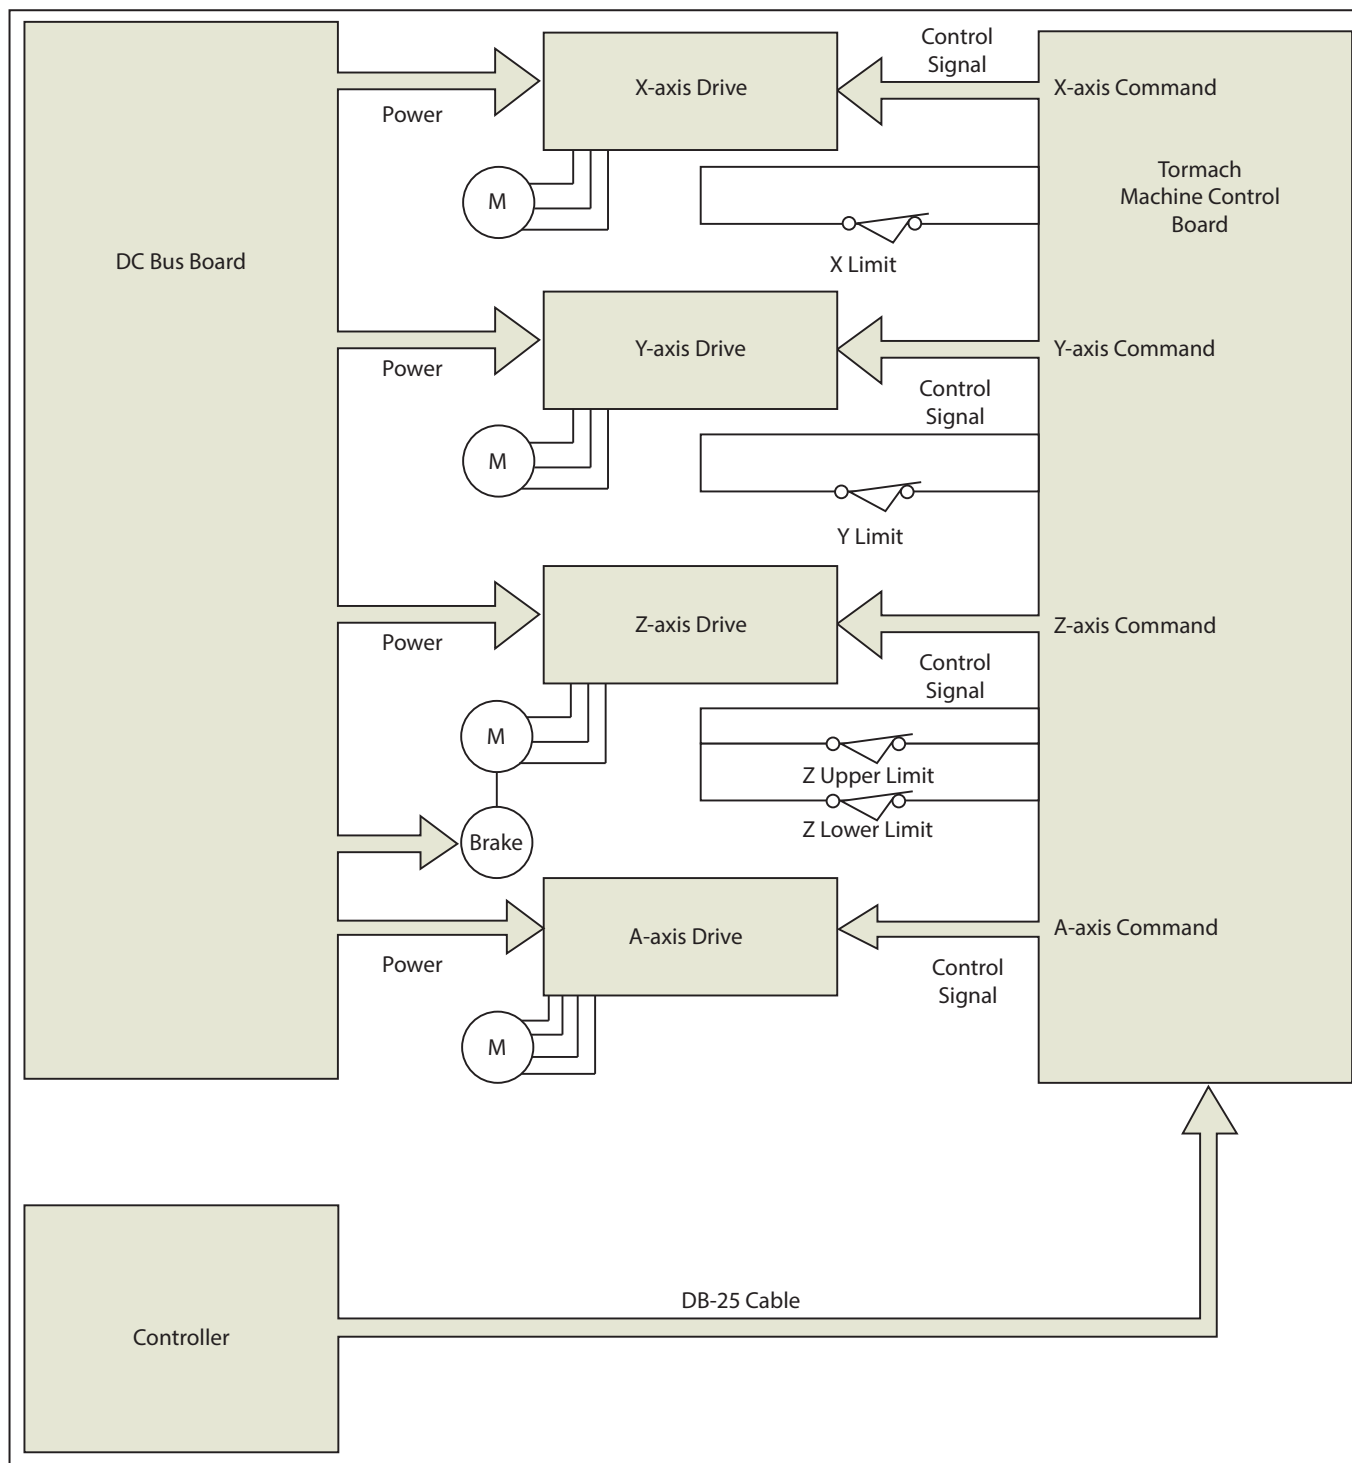 Control
Signal
X-axis Drive
X-axis Command
Power
Tormach
Machine Control
Board
M
DC Bus Board
X Limit
Y-axis Drive
Y-axis Command
Power
Control
Signal
M
Y Limit
Z-axis Drive
Z-axis Command
Power
Control
Signal
M
Z Upper Limit
Z Lower Limit
Brake
A-axis Drive
A-axis Command
Power
Control
Signal
M
DB-25 Cable
Controller